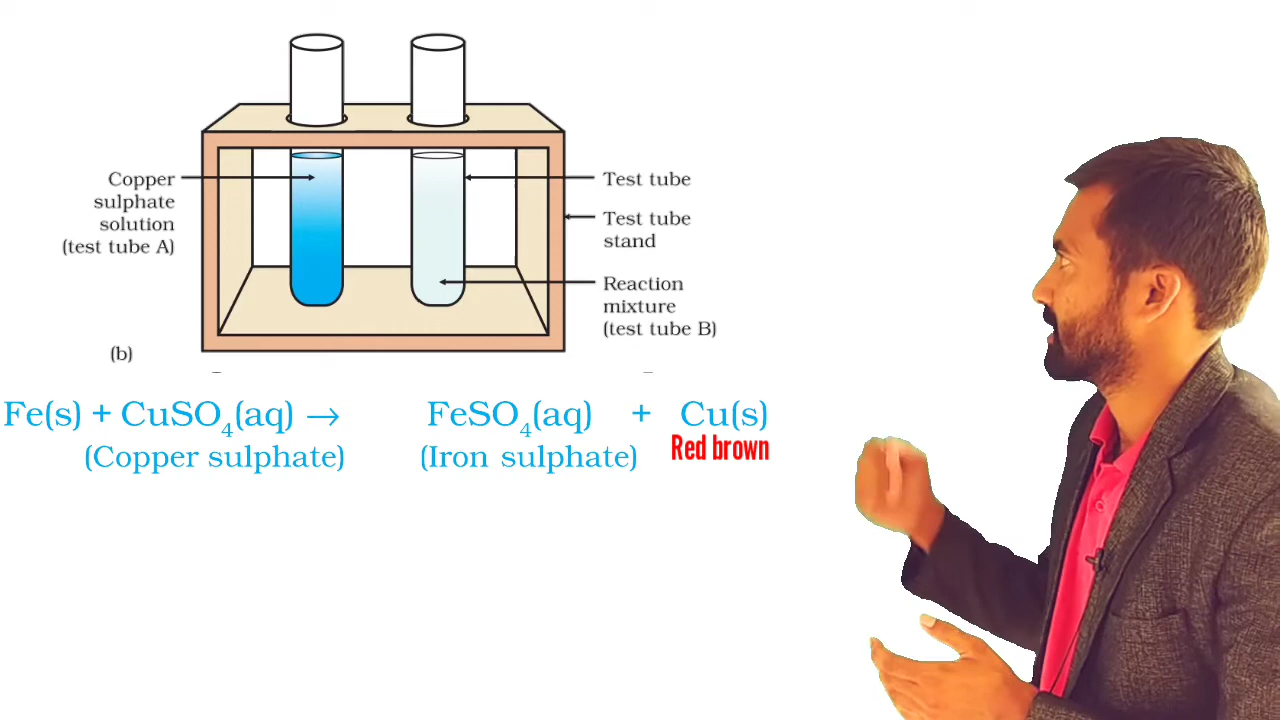 Copper
sulphate
solution
(test tube A)
Test tube
Test tube
stand
Reaction
mixture
(test tube B)
(b)
Fe(s) + CuSO₄(aq) → FeSO₄(aq) + Cu(s)
(Copper sulphate) (Iron sulphate) Red brown